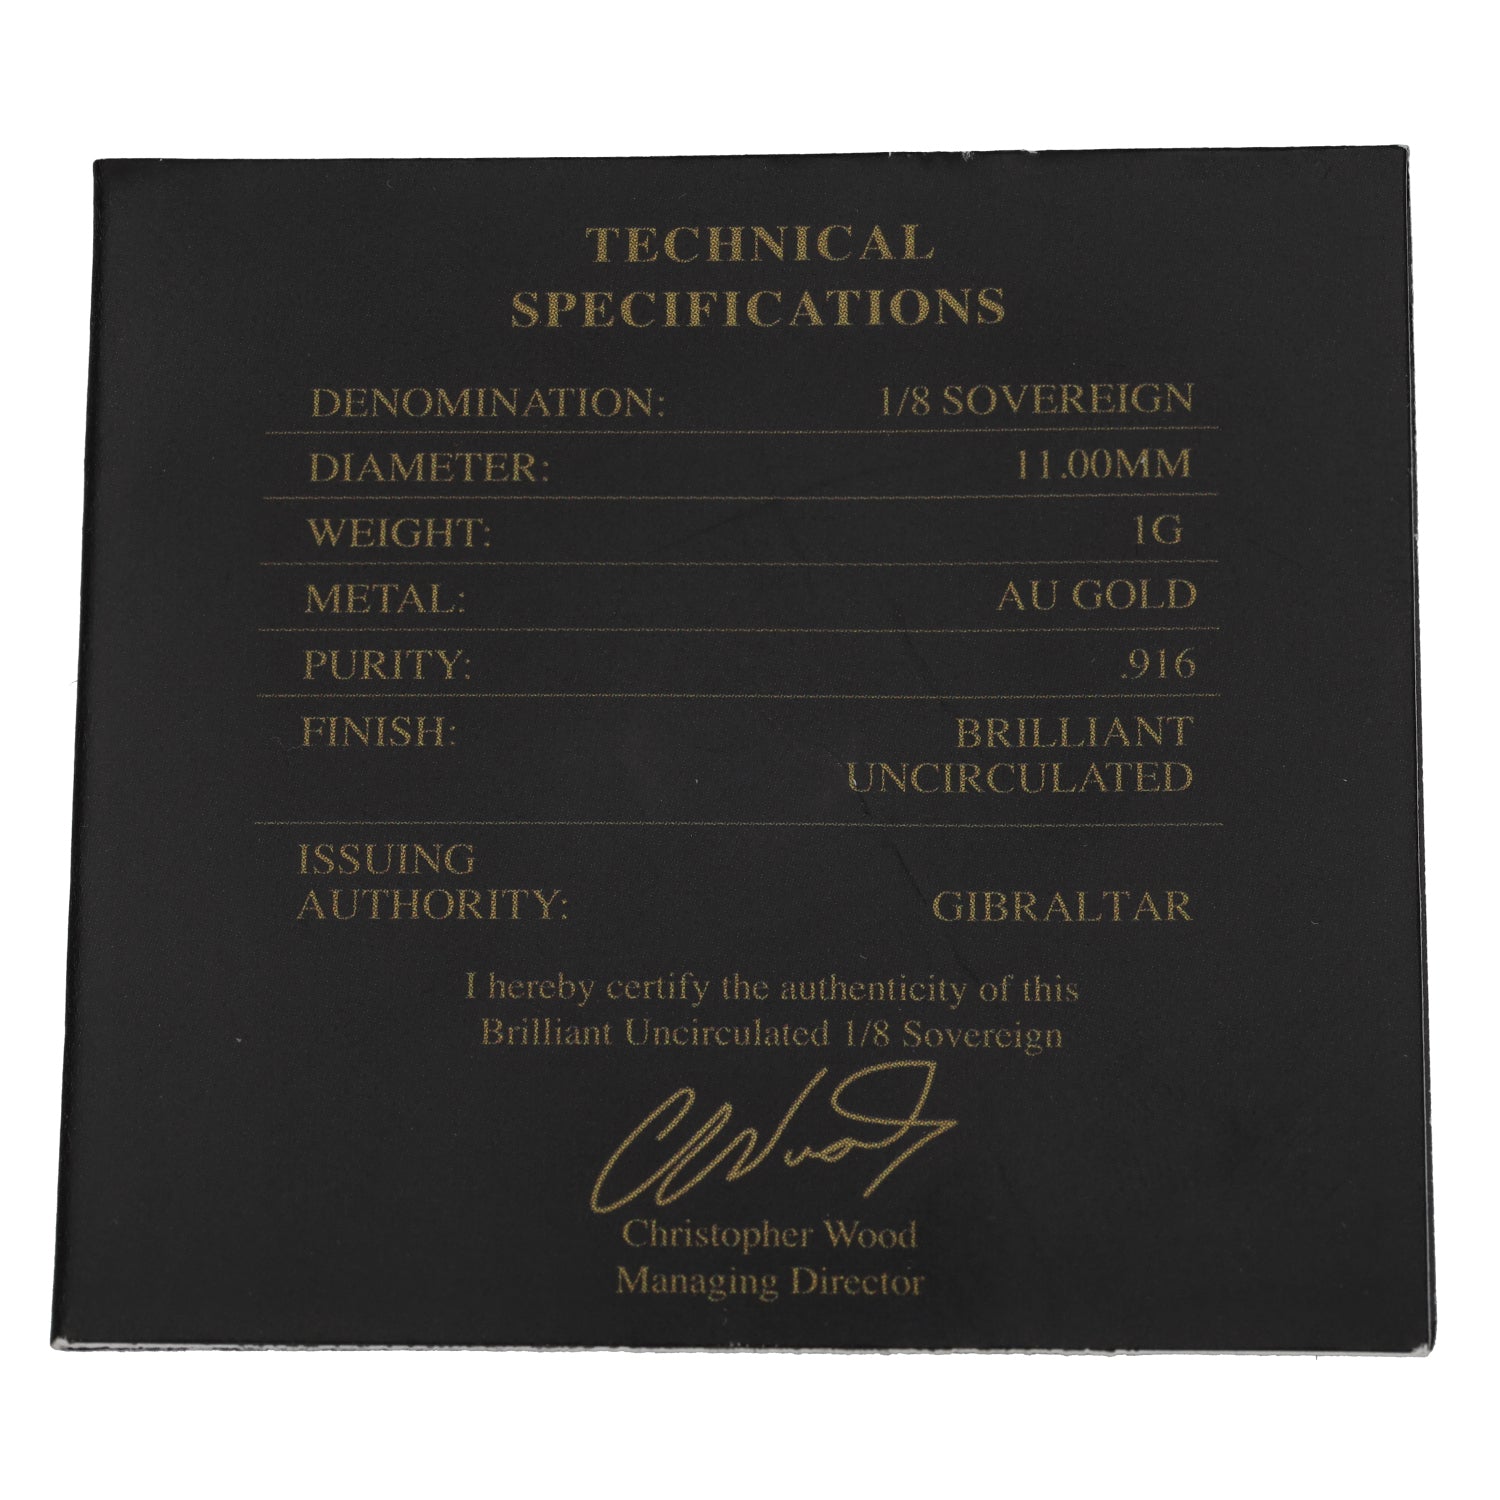 TECHNICAL
SPECIFICATIONS
DENOMINATION: 1/8 SOVEREIGN
DIAMETER: 11.00MM
WEIGHT: 1G
METAL: AU GOLD
PURITY: .916
FINISH: BRILLIANT
UNCIRCULATED
ISSUING
AUTHORITY: GIBRALTAR
I hereby certify the authenticity of this
Brilliant Uncirculated 1/8 Sovereign
CWood
Christopher Wood
Managing Director